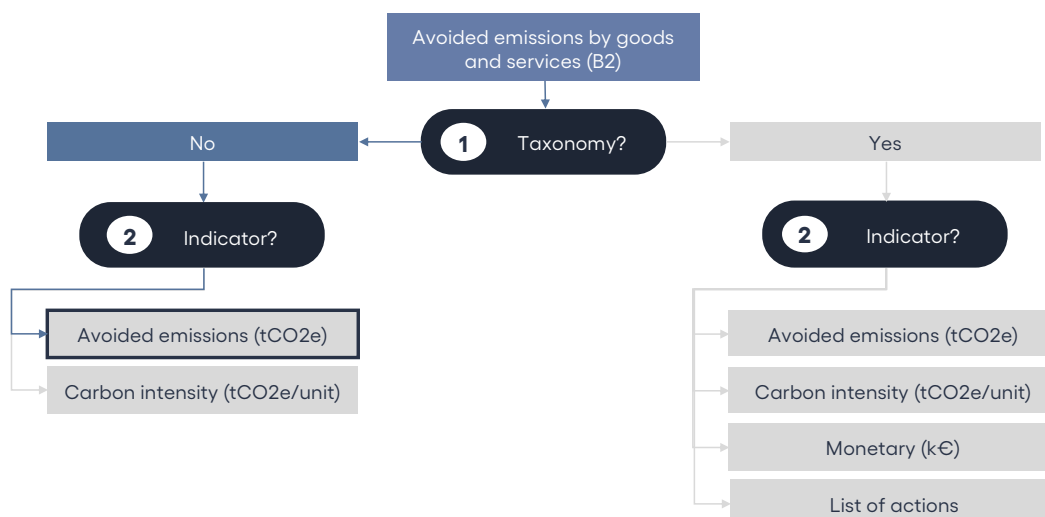 Avoided emissions by goods
and services (B2)
No
1 Taxonomy?
Yes
2 Indicator?
2 Indicator?
Avoided emissions (tCO2e)
Carbon intensity (tCO2e/unit)
Avoided emissions (tCO2e)
Carbon intensity (tCO2e/unit)
Monetary (k€)
List of actions